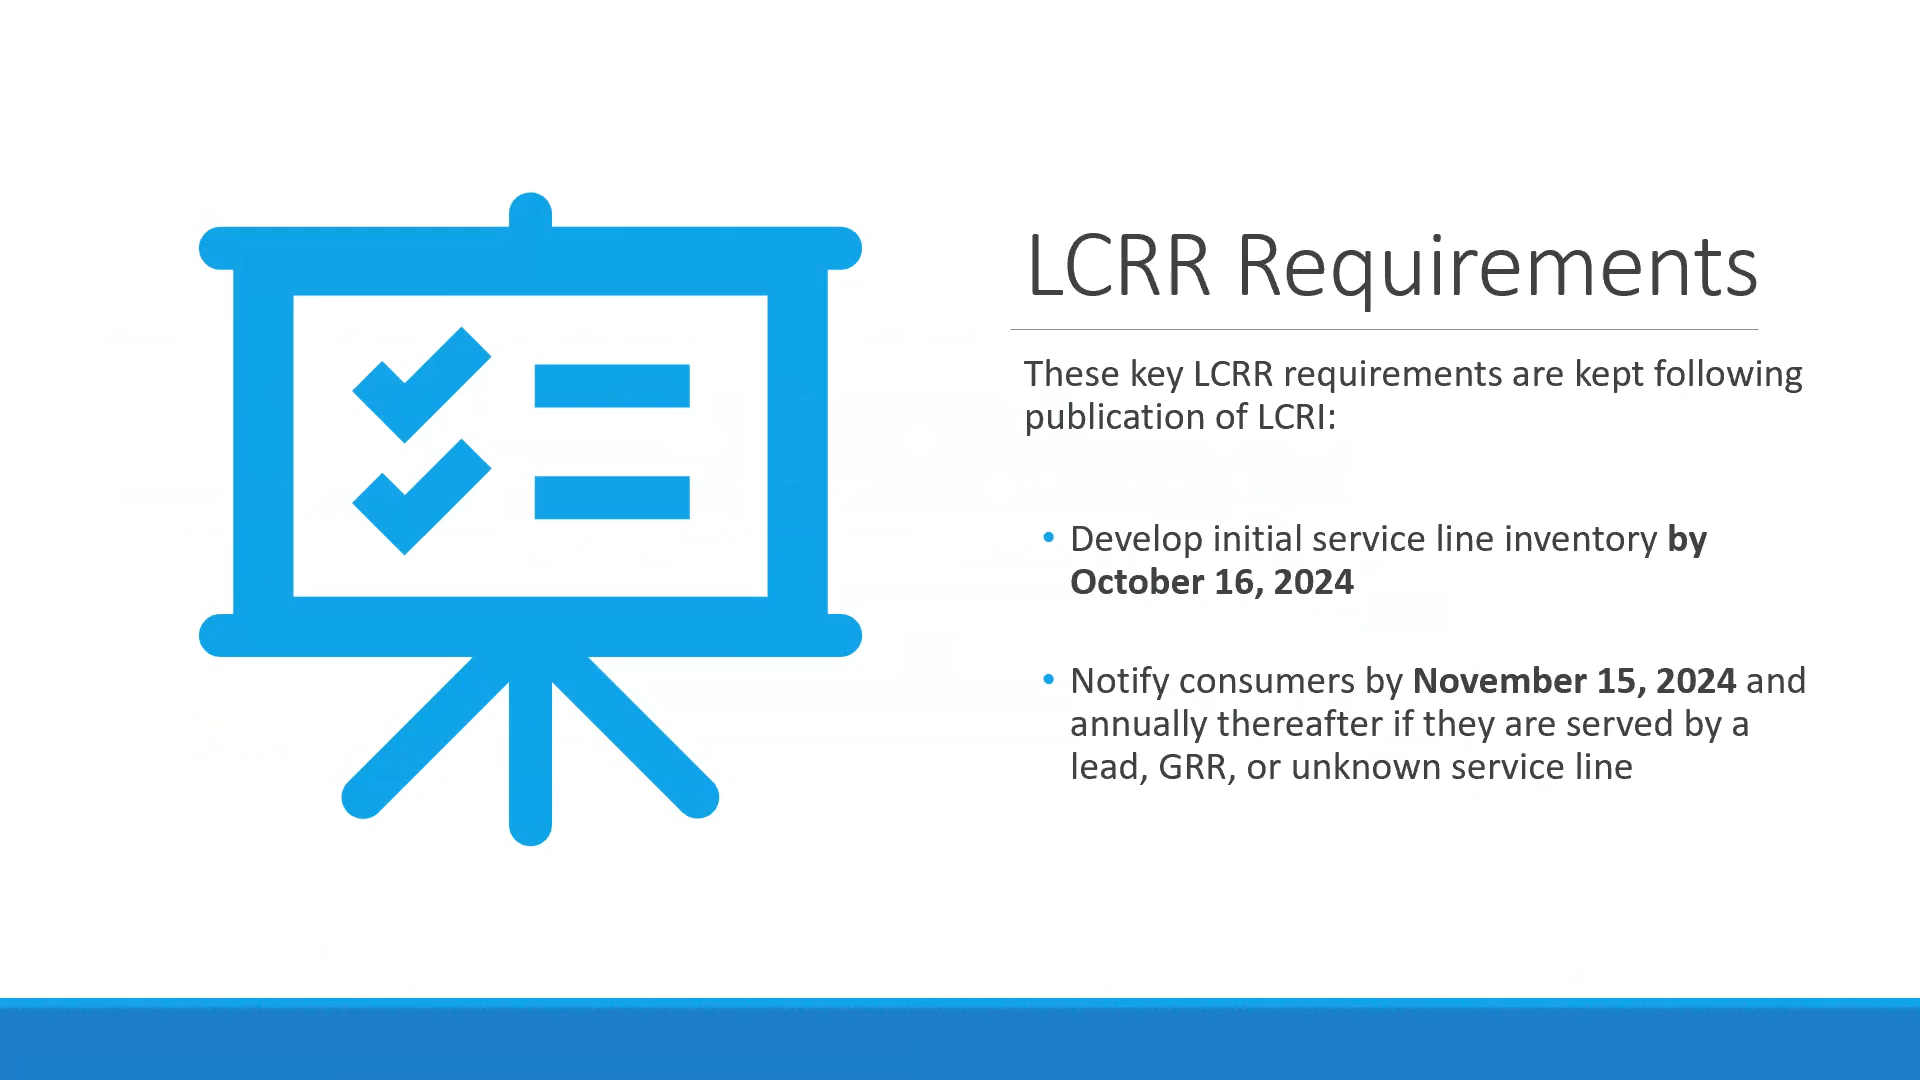 LCRR Requirements
These key LCRR requirements are kept following
publication of LCRI:
• Develop initial service line inventory by
October 16, 2024
• Notify consumers by November 15, 2024 and
annually thereafter if they are served by a
lead, GRR, or unknown service line